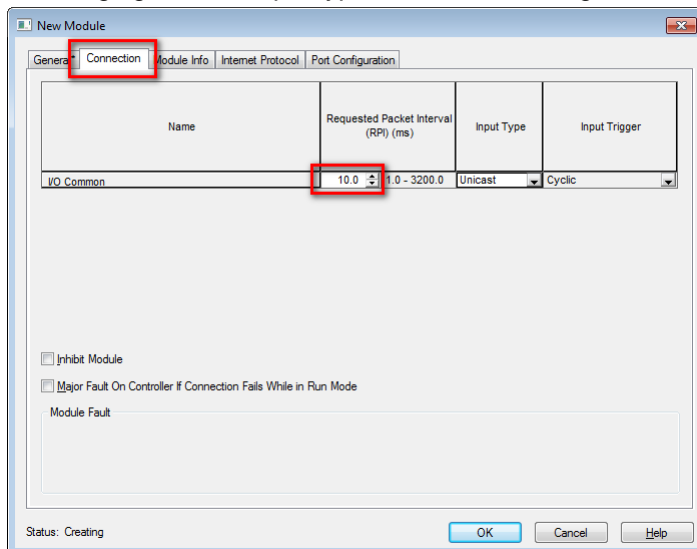 New Module
General* Connection Module Info Internet Protocol Port Configuration
Name
Requested Packet Interval
(RPI) (ms)
Input Type
Input Trigger
I/O Common 10.0 1.0 - 3200.0 Unicast Cyclic
Inhibit Module
Major Fault On Controller If Connection Fails While in Run Mode
Module Fault
Status: Creating OK Cancel Help